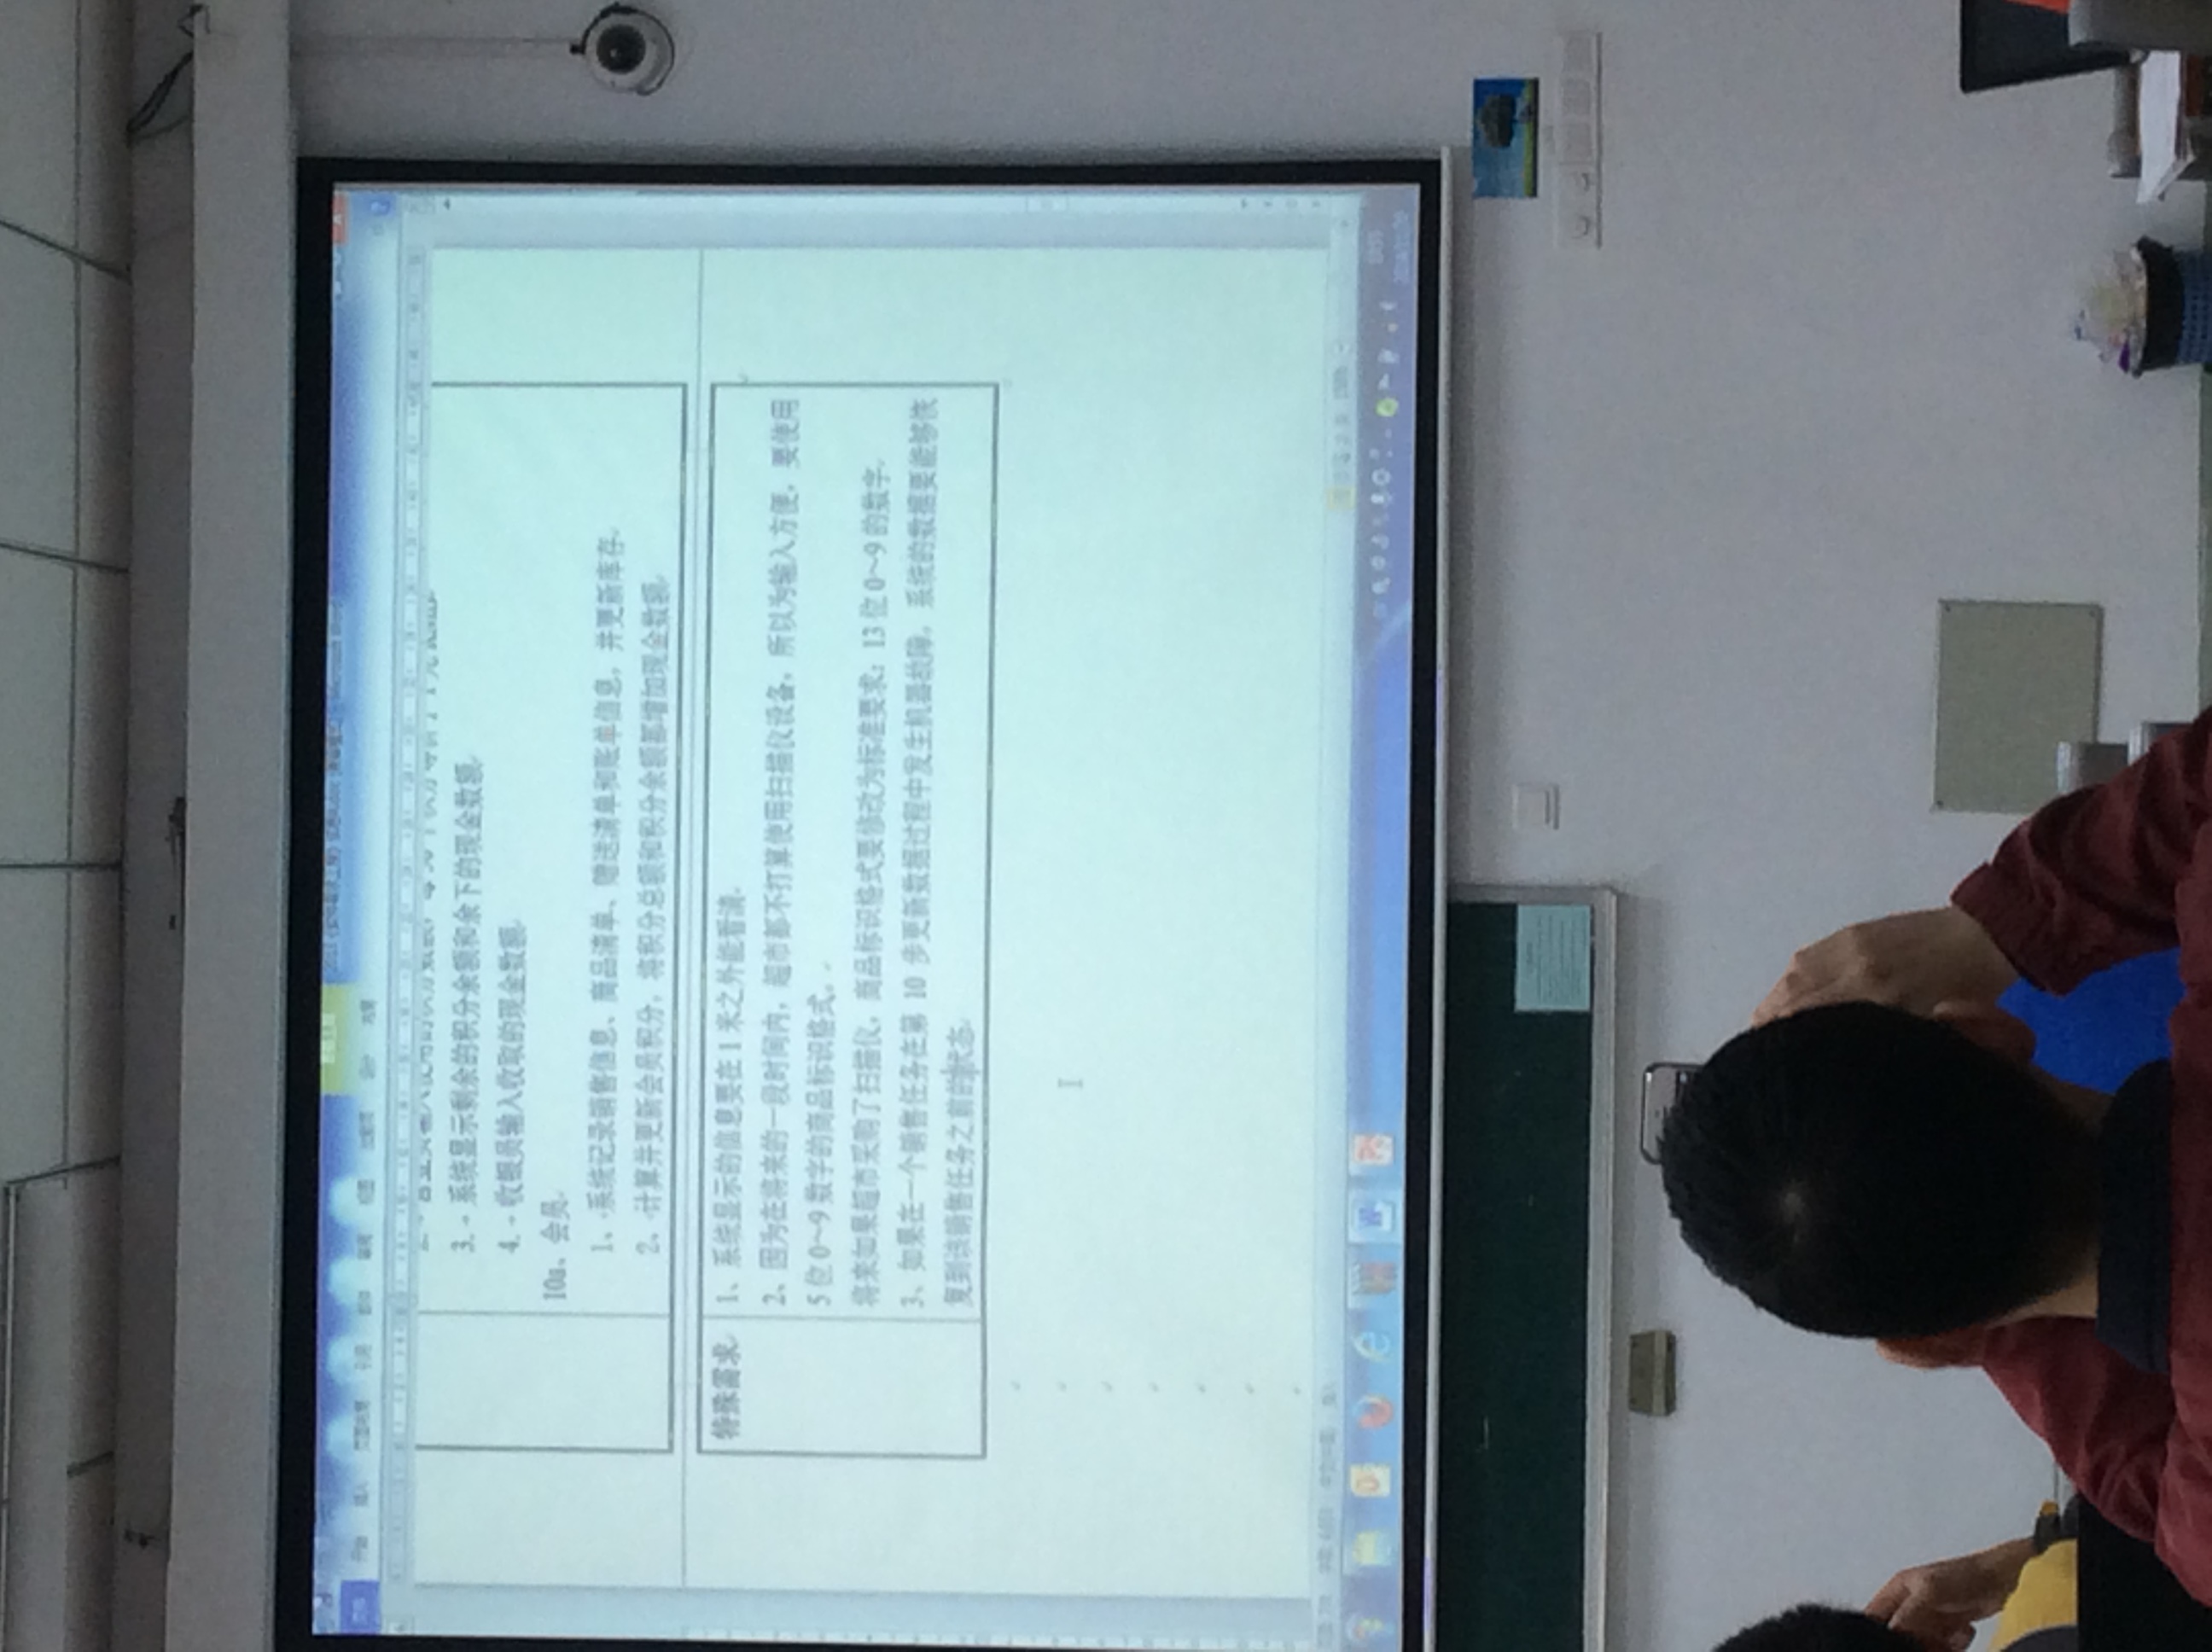 开始 插入 页面布局 引用 邮件 审阅 视图 加载项 设计 布局
3. 系统显示剩余的积分余额和余下的现金数额
4. 收银员输入收取的现金数额
10a、会员
1、系统记录销售信息、商品清单、赠送清单和账单信息，并更新库存
2、计算并更新会员积分，将积分总额和积分余额都增加现金数额
特殊需求 1、系统显示的信息要在 1 米之外能看清
2、因为在将来的一段时间内，超市都不打算使用扫描仪设备，所以为输入方便，要使用
5 位 0～9 数字的商品标识格式。
将来如果超市采购了扫描仪，商品标识格式要修改为标准要求：13 位 0～9 的数字
3、如果在一个销售任务在第 10 步更新数据过程中发生机器故障，系统的数据要能够恢
复到该销售任务之前的状态